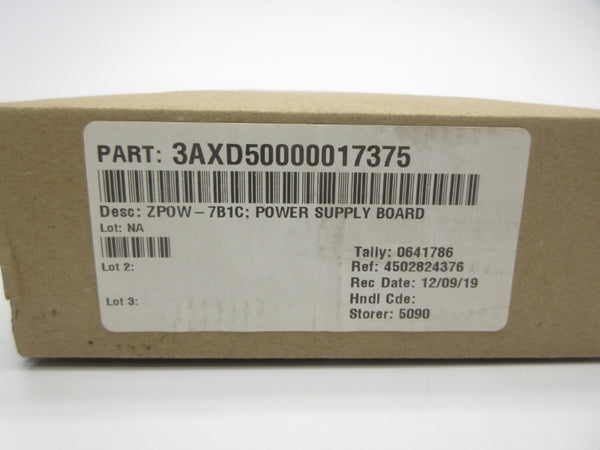 PART: 3AXD50000017375
Desc: ZPOW-7B1C; POWER SUPPLY BOARD
Lot: NA
Lot 2:
Lot 3:
Tally: 0641786
Ref: 4502824376
Rec Date: 12/09/19
Hndl Cde:
Storer: 5090